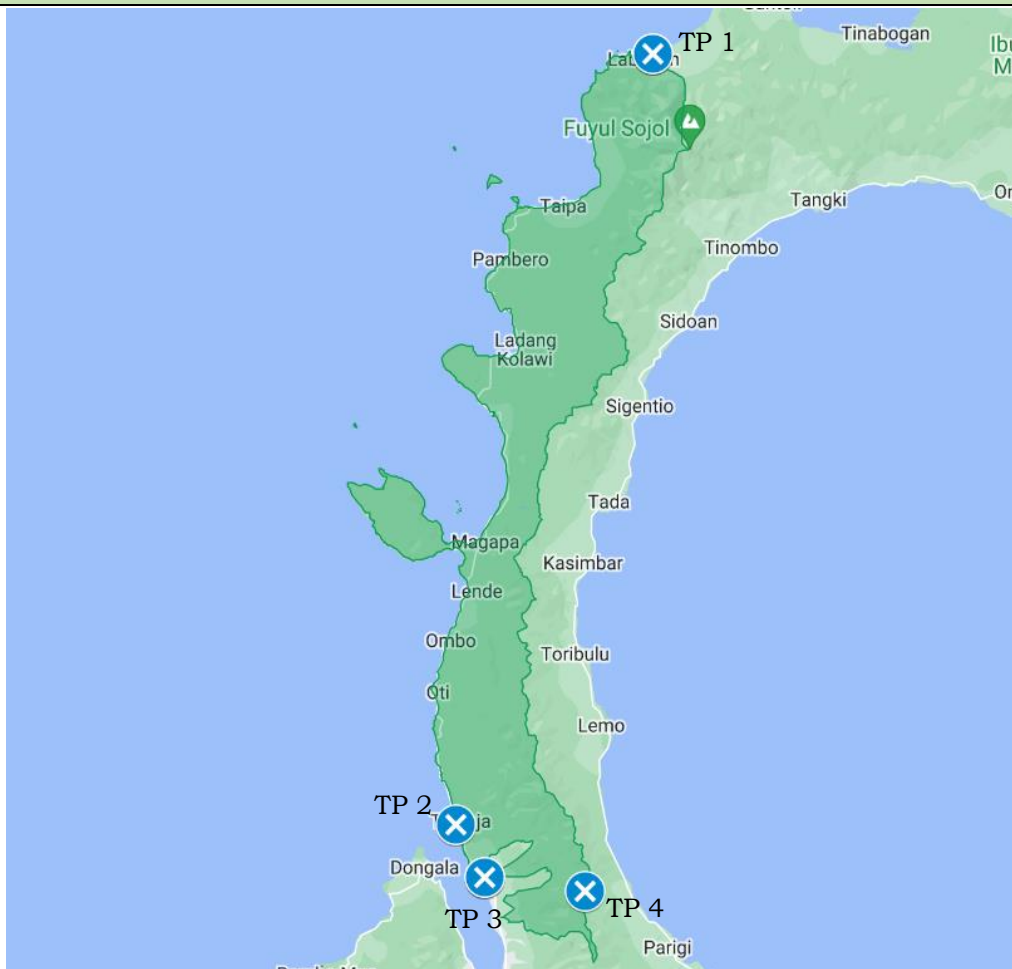 Tinabogan
TP 1
Fuyul Sojol
Tangki
Taipa
Tinombo
Pambero
Sidoan
Ladang
Kolawi
Sigentio
Tada
Magapa
Kasimbar
Lende
Ombo
Toribulu
Oti
Lemo
TP 2
Dongala
TP 3
TP 4
Parigi